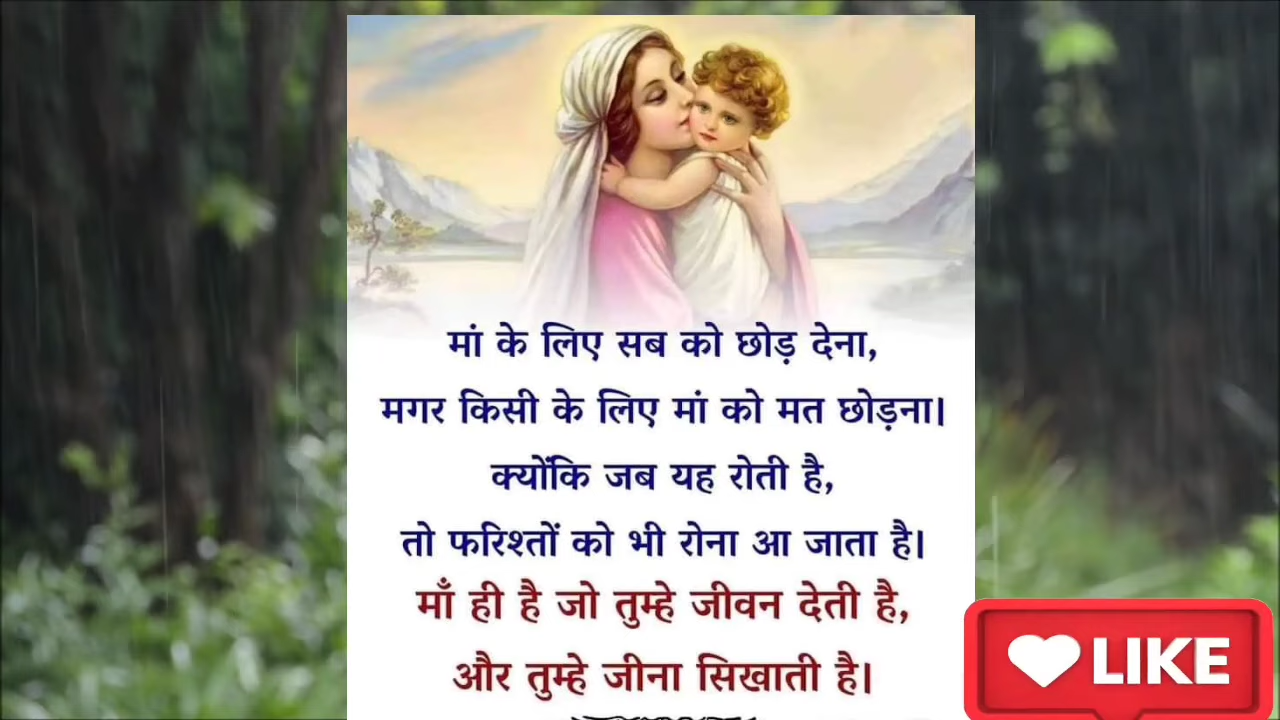 मां के लिए सब को छोड़ देना,
मगर किसी के लिए मां को मत छोड़ना।
क्योंकि जब यह रोती है,
तो फरिश्तों को भी रोना आ जाता है।
माँ ही है जो तुम्हे जीवन देती है,
और तुम्हे जीना सिखाती है।
LIKE